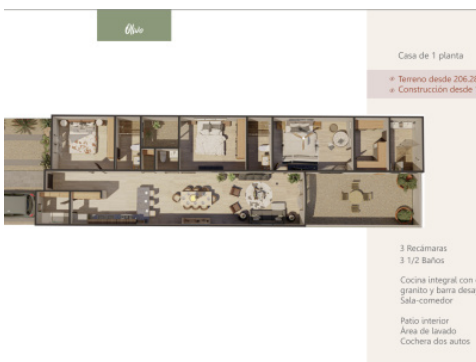 Olivo
Casa de 1 planta
Terreno desde 206.28
Construcción desde
3 Recámaras
3 1/2 Baños
Cocina integral con
granito y barra desa
Sala-comedor
Patio interior
Área de lavado
Cochera dos autos